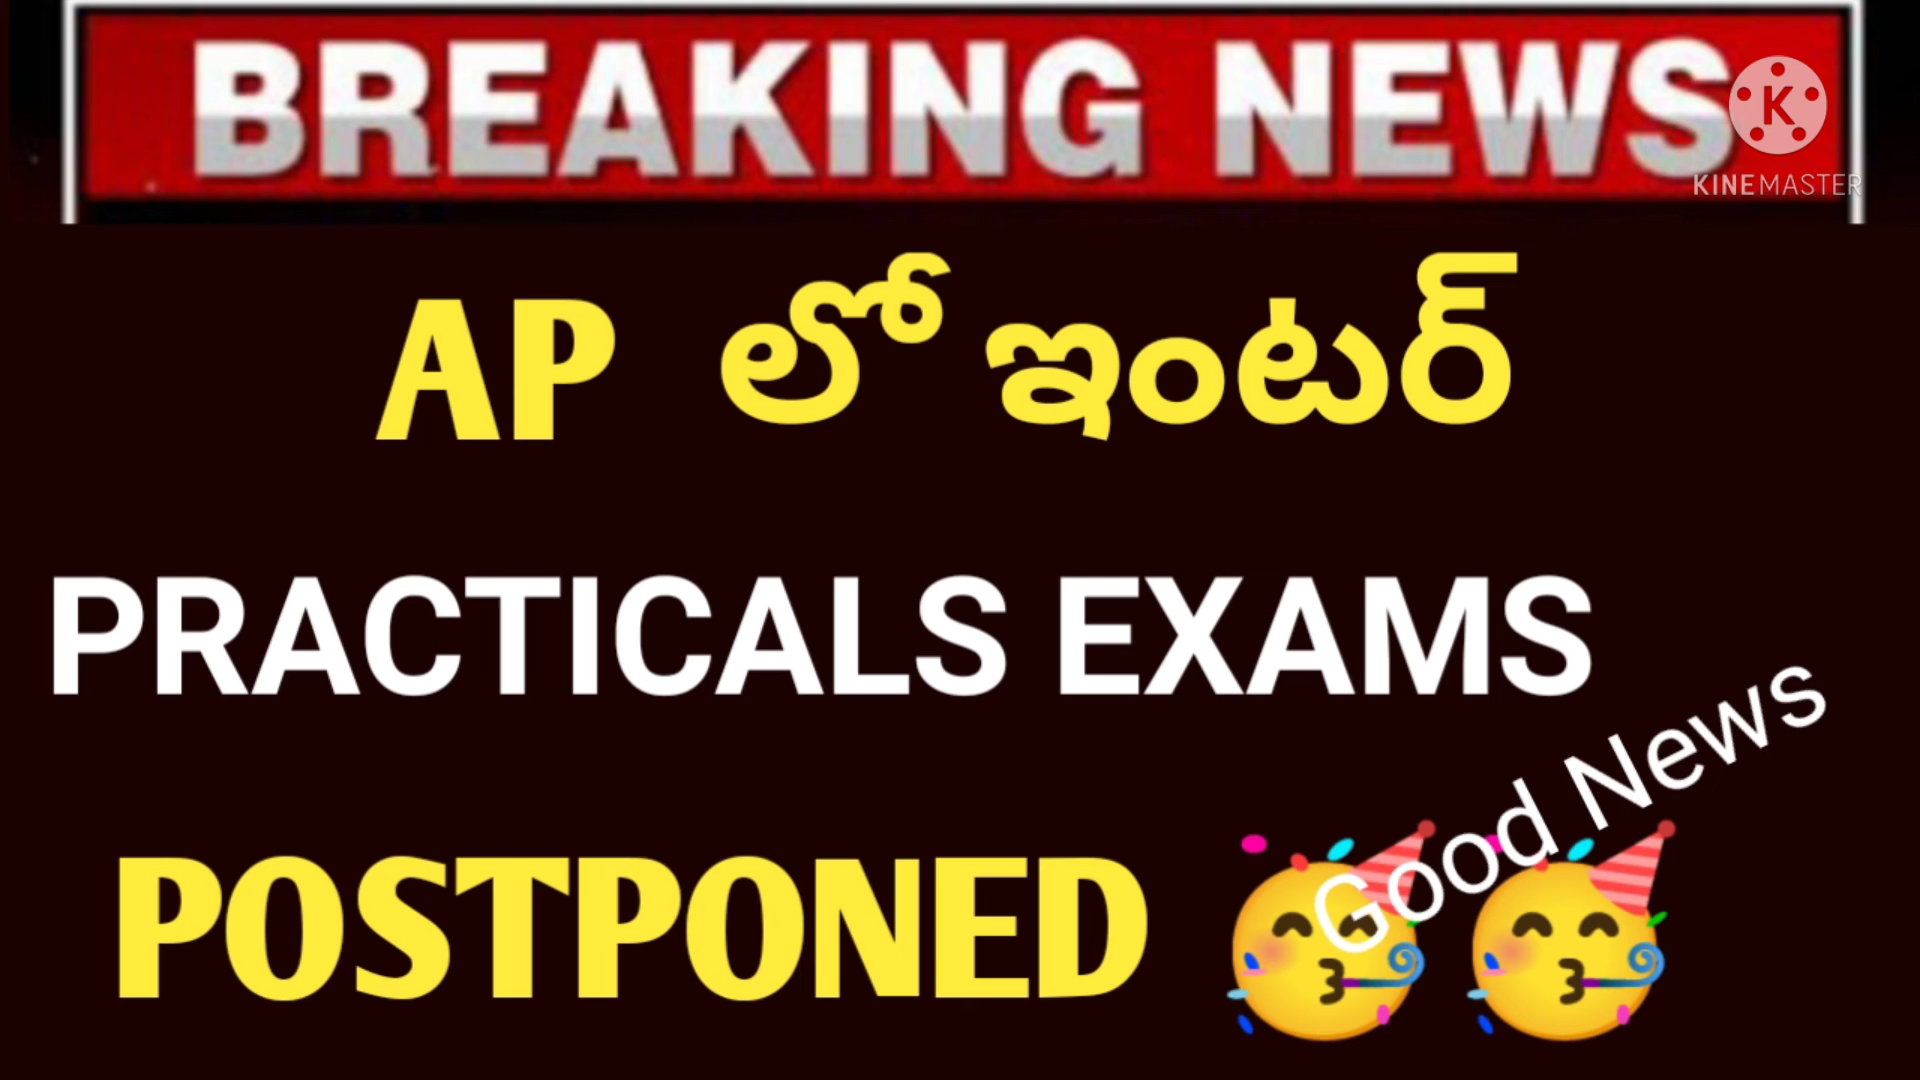 BREAKING NEWS
K
KINEMASTER
AP లో ఇంటర్
PRACTICALS EXAMS
Good News
POSTPONED